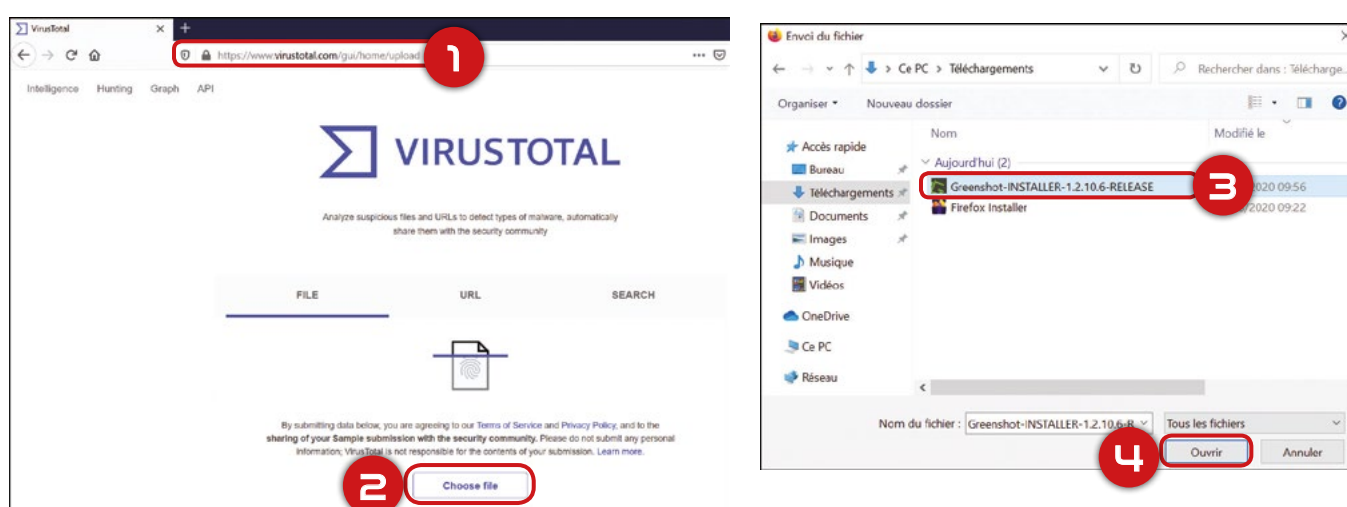 VirusTotal
https://www.virustotal.com/gui/home/upload
1
Intelligence Hunting Graph API
VIRUSTOTAL
Analyze suspicious files and URLs to detect types of malware, automatically
share them with the security community
FILE URL SEARCH
By submitting data below, you are agreeing to our Terms of Service and Privacy Policy, and to the
sharing of your Sample submission with the security community. Please do not submit any personal
information; VirusTotal is not responsible for the contents of your submission. Learn more.
2
Choose file
Envoi du fichier
Ce PC > Téléchargements
Rechercher dans : Télécharge...
Organiser Nouveau dossier
Nom Modifié le
Accès rapide
Aujourd'hui (2)
Bureau
Greenshot-INSTALLER-1.2.10.6-RELEASE
3
2020 09:56
Téléchargements
Firefox Installer
/2020 09:22
Documents
Images
Musique
Vidéos
OneDrive
Ce PC
Réseau
Nom du fichier : Greenshot-INSTALLER-1.2.10.6-R
Tous les fichiers
4
Ouvrir
Annuler